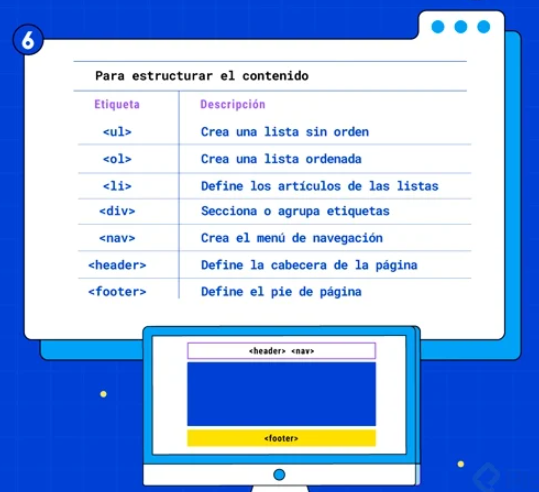 6
Para estructurar el contenido
Etiqueta Descripción
<ul> Crea una lista sin orden
<ol> Crea una lista ordenada
<li> Define los artículos de las listas
<div> Secciona o agrupa etiquetas
<nav> Crea el menú de navegación
<header> Define la cabecera de la página
<footer> Define el pie de página
<header> <nav>
<footer>